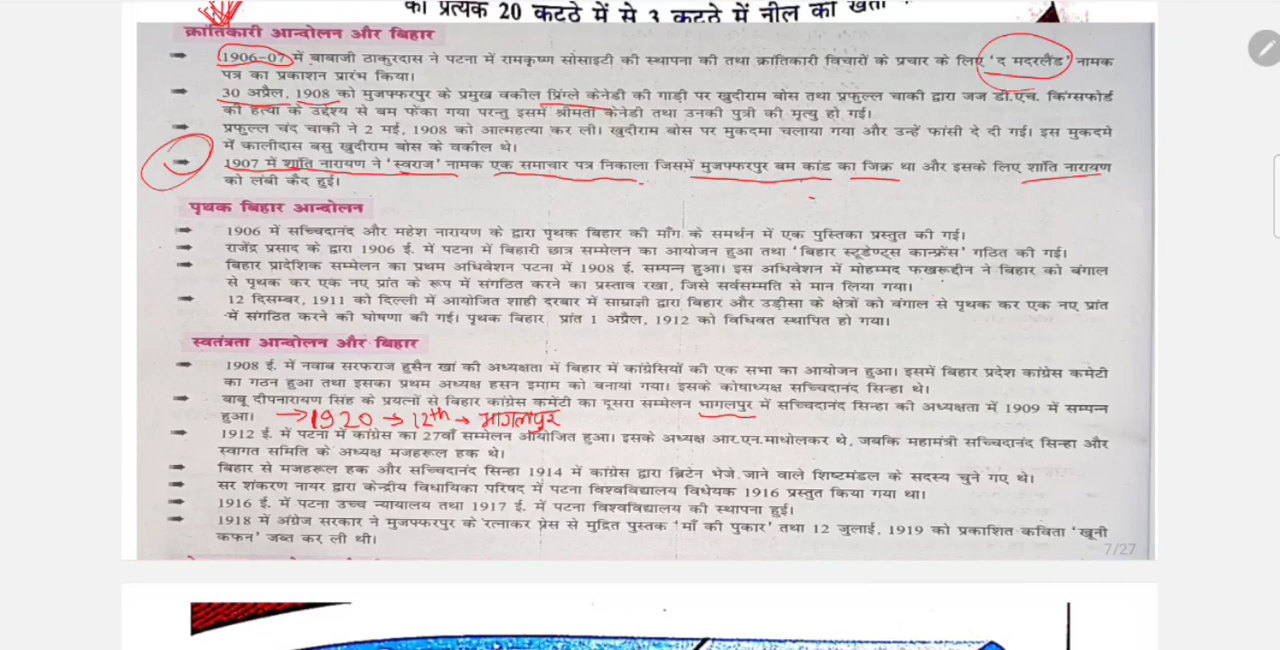 का प्रत्येक 20 कटठे में से 3 कटठे में नील की खेती
क्रांतिकारी आन्दोलन और बिहार
➡ 1906-07 में बाबाजी ठाकुरदास ने पटना में रामकृष्ण सोसाइटी की स्थापना की तथा क्रांतिकारी विचारों के प्रचार के लिए 'द मदरलैंड' नामक
पत्र का प्रकाशन प्रारंभ किया।
➡ 30 अप्रैल, 1908 को मुजफ्फरपुर के प्रमुख वकील प्रिंग्ले केनेडी की गाड़ी पर खुदीराम बोस तथा प्रफुल्ल चाकी द्वारा जज डी.एच. किंग्सफोर्ड
की हत्या के उद्देश्य से बम फेंका गया परन्तु इसमें श्रीमती केनेडी तथा उनकी पुत्री की मृत्यु हो गई।
➡ प्रफुल्ल चंद चाकी ने 2 मई, 1908 को आत्महत्या कर ली। खुदीराम बोस पर मुकदमा चलाया गया और उन्हें फांसी दे दी गई। इस मुकदमे
में कालीदास बसु खुदीराम बोस के वकील थे।
➡ 1907 में शांति नारायण ने 'स्वराज' नामक एक समाचार पत्र निकाला जिसमें मुजफ्फरपुर बम कांड का जिक्र था और इसके लिए शांति नारायण
को लंबी कैद हुई।
पृथक बिहार आन्दोलन
➡ 1906 में सच्चिदानंद और महेश नारायण के द्वारा पृथक बिहार की माँग के समर्थन में एक पुस्तिका प्रस्तुत की गई।
➡ राजेंद्र प्रसाद के द्वारा 1906 ई. में पटना में बिहारी छात्र सम्मेलन का आयोजन हुआ तथा 'बिहार स्टूडेण्ट्स कान्फ्रेंस' गठित की गई।
➡ बिहार प्रादेशिक सम्मेलन का प्रथम अधिवेशन पटना में 1908 ई. सम्पन्न हुआ। इस अधिवेशन में मोहम्मद फखरूद्दीन ने बिहार को बंगाल
से पृथक कर एक नए प्रांत के रूप में संगठित करने का प्रस्ताव रखा, जिसे सर्वसम्मति से मान लिया गया।
➡ 12 दिसम्बर, 1911 को दिल्ली में आयोजित शाही दरबार में साम्राज्ञी द्वारा बिहार और उड़ीसा के क्षेत्रों को बंगाल से पृथक कर एक नए प्रांत
में संगठित करने की घोषणा की गई। पृथक बिहार प्रांत 1 अप्रैल, 1912 को विधिवत स्थापित हो गया।
स्वतंत्रता आन्दोलन और बिहार
➡ 1908 ई. में नवाब सरफराज हुसैन खां की अध्यक्षता में बिहार में कांग्रेसियों की एक सभा का आयोजन हुआ। इसमें बिहार प्रदेश कांग्रेस कमेटी
का गठन हुआ तथा इसका प्रथम अध्यक्ष हसन इमाम को बनाया गया। इसके कोषाध्यक्ष सच्चिदानंद सिन्हा थे।
➡ बाबू दीपनारायण सिंह के प्रयत्नों से बिहार कांग्रेस कमेटी का दूसरा सम्मेलन भागलपुर में सच्चिदानंद सिन्हा की अध्यक्षता में 1909 में सम्पन्न
हुआ। → 1920 → 12th → भागलपुर
➡ 1912 ई. में पटना में कांग्रेस का 27वाँ सम्मेलन आयोजित हुआ। इसके अध्यक्ष आर.एन.माधोलकर थे, जबकि महामंत्री सच्चिदानंद सिन्हा और
स्वागत समिति के अध्यक्ष मजहरूल हक थे।
➡ बिहार से मजहरूल हक और सच्चिदानंद सिन्हा 1914 में कांग्रेस द्वारा ब्रिटेन भेजे जाने वाले शिष्टमंडल के सदस्य चुने गए थे।
➡ सर शंकरण नायर द्वारा केन्द्रीय विधायिका परिषद में पटना विश्वविद्यालय विधेयक 1916 प्रस्तुत किया गया था।
➡ 1916 ई. में पटना उच्च न्यायालय तथा 1917 ई. में पटना विश्वविद्यालय की स्थापना हुई।
➡ 1918 में अंग्रेज सरकार ने मुजफ्फरपुर के रत्नाकर प्रेस से मुद्रित पुस्तक 'माँ की पुकार' तथा 12 जुलाई, 1919 को प्रकाशित कविता 'खूनी
कफन' जब्त कर ली थी।
7/27